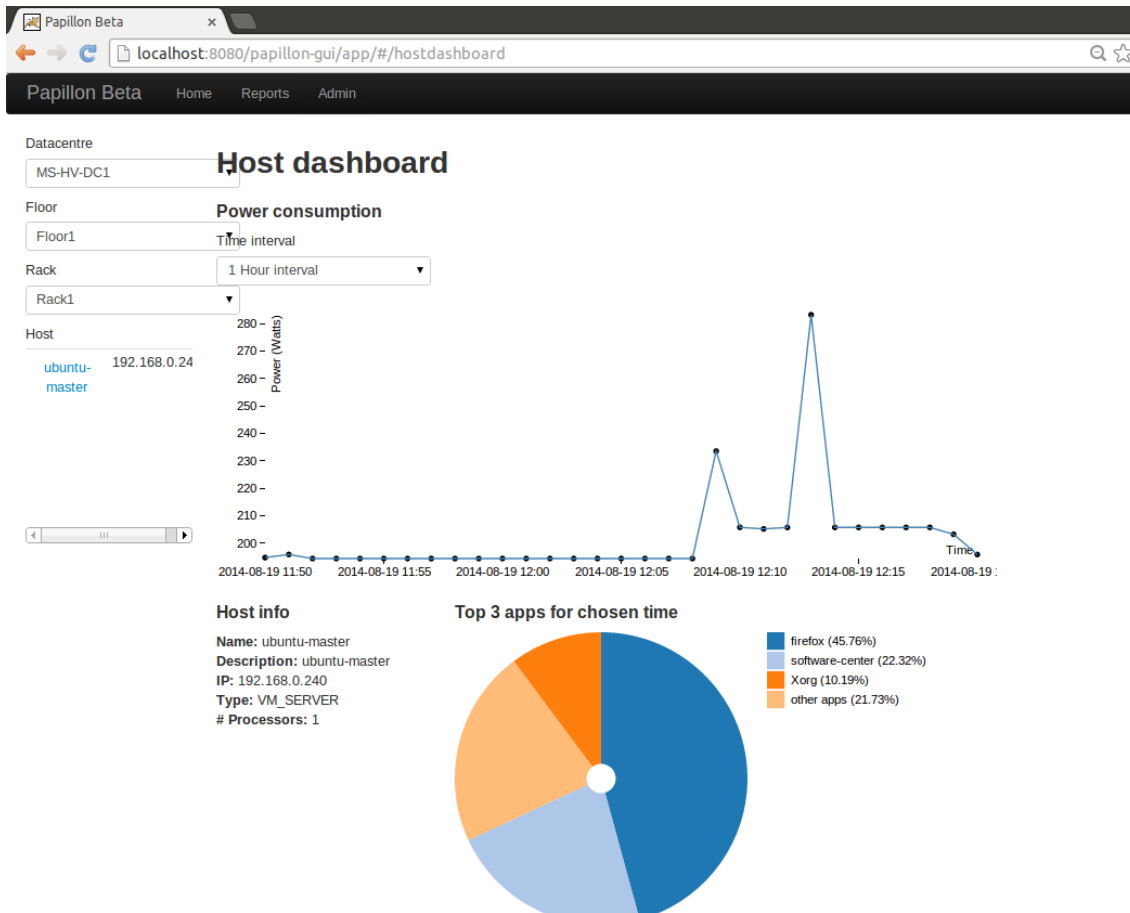 Papillon Beta
localhost:8080/papillon-gui/app/#/hostdashboard
Papillon Beta Home Reports Admin
Datacentre
MS-HV-DC1
Floor
Floor1
Rack
Rack1
Host
ubuntu-master 192.168.0.24
Host dashboard
Power consumption
Time interval
1 Hour interval
Power (Watts)
280
270
260
250
240
230
220
210
200
Time
2014-08-19 11:50 2014-08-19 11:55 2014-08-19 12:00 2014-08-19 12:05 2014-08-19 12:10 2014-08-19 12:15 2014-08-19 1
Host info
Name: ubuntu-master
Description: ubuntu-master
IP: 192.168.0.240
Type: VM_SERVER
# Processors: 1
Top 3 apps for chosen time
firefox (45.76%)
software-center (22.32%)
Xorg (10.19%)
other apps (21.73%)